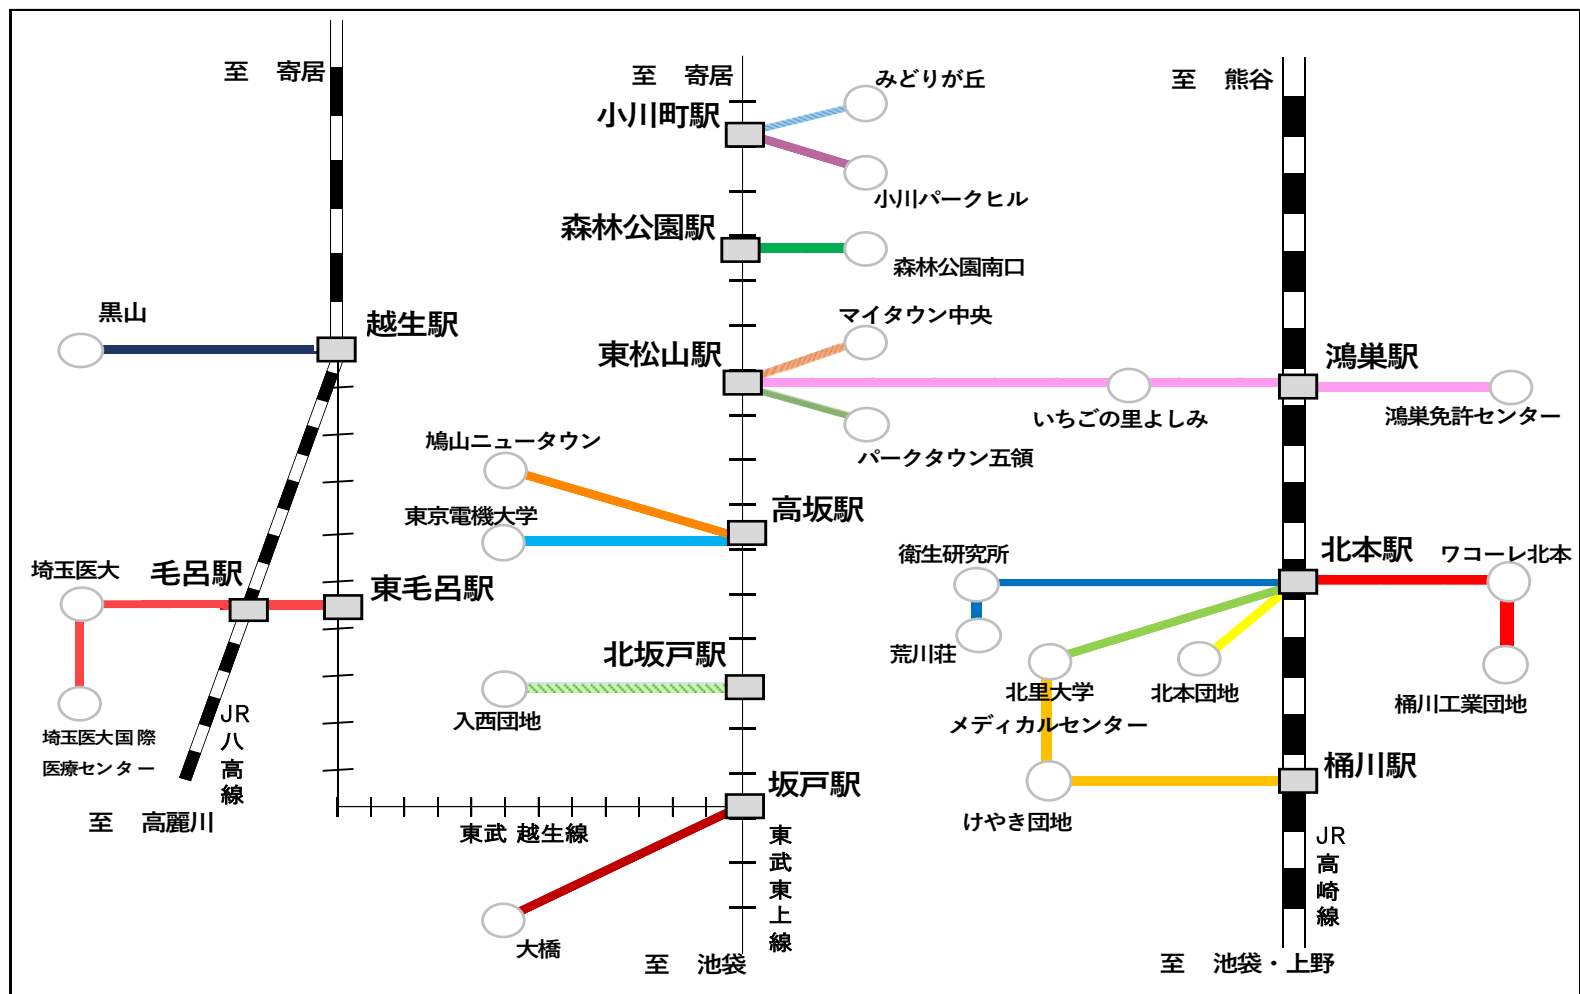 至　寄居
至　寄居
みどりが丘
至　熊谷
小川町駅
小川パークヒル
森林公園駅
森林公園南口
黒山
越生駅
マイタウン中央
東松山駅
鴻巣駅
いちごの里よしみ
鴻巣免許センター
鳩山ニュータウン
パークタウン五領
東京電機大学
高坂駅
衛生研究所
北本駅
ワコーレ北本
埼玉医大
毛呂駅
東毛呂駅
荒川荘
北坂戸駅
北里大学
メディカルセンター
北本団地
桶川工業団地
入西団地
埼玉医大国際
医療センター
JR八高線
坂戸駅
桶川駅
至　高麗川
東武 越生線
けやき団地
東武東上線
JR高崎線
大橋
至　池袋
至　池袋・上野